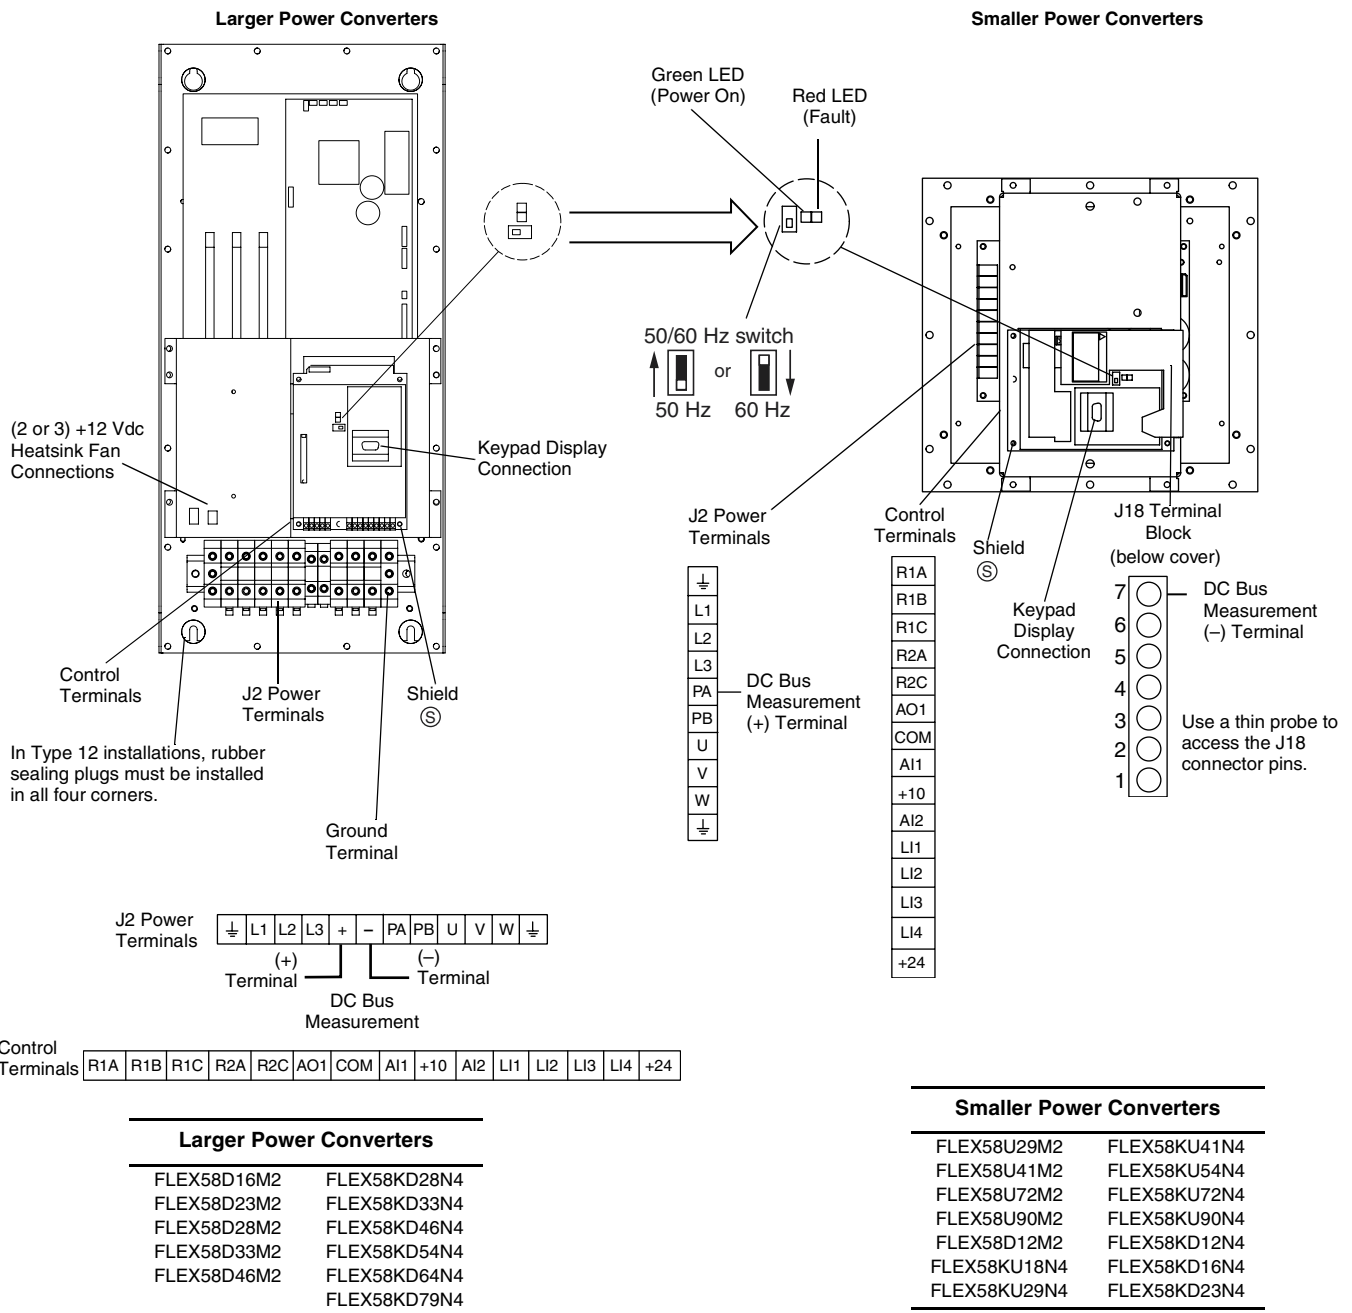 Larger Power Converters
Smaller Power Converters
Green LED
(Power On)
Red LED
(Fault)
50/60 Hz switch
or
50 Hz
60 Hz
(2 or 3) +12 Vdc
Heatsink Fan
Connections
Keypad Display
Connection
Control
Terminals
J2 Power
Terminals
Shield
S
In Type 12 installations, rubber
sealing plugs must be installed
in all four corners.
Ground
Terminal
J2 Power
Terminals
L1
L2
L3
PA
PB
U
V
W
DC Bus
Measurement
(+) Terminal
Control
Terminals
R1A
R1B
R1C
R2A
R2C
AO1
COM
AI1
+10
AI2
LI1
LI2
LI3
LI4
+24
Shield
S
Keypad
Display
Connection
J18 Terminal
Block
(below cover)
7
6
5
4
3
2
1
DC Bus
Measurement
(–) Terminal
Use a thin probe to
access the J18
connector pins.
J2 Power
Terminals
L1 L2 L3 + – PA PB U V W
(+)
Terminal
(–)
Terminal
DC Bus
Measurement
Control
Terminals
R1A R1B R1C R2A R2C AO1 COM AI1 +10 AI2 LI1 LI2 LI3 LI4 +24
Larger Power Converters
FLEX58D16M2 FLEX58KD28N4
FLEX58D23M2 FLEX58KD33N4
FLEX58D28M2 FLEX58KD46N4
FLEX58D33M2 FLEX58KD54N4
FLEX58D46M2 FLEX58KD64N4
FLEX58KD79N4
Smaller Power Converters
FLEX58U29M2 FLEX58KU41N4
FLEX58U41M2 FLEX58KU54N4
FLEX58U72M2 FLEX58KU72N4
FLEX58U90M2 FLEX58KU90N4
FLEX58D12M2 FLEX58KD12N4
FLEX58KU18N4 FLEX58KD16N4
FLEX58KU29N4 FLEX58KD23N4